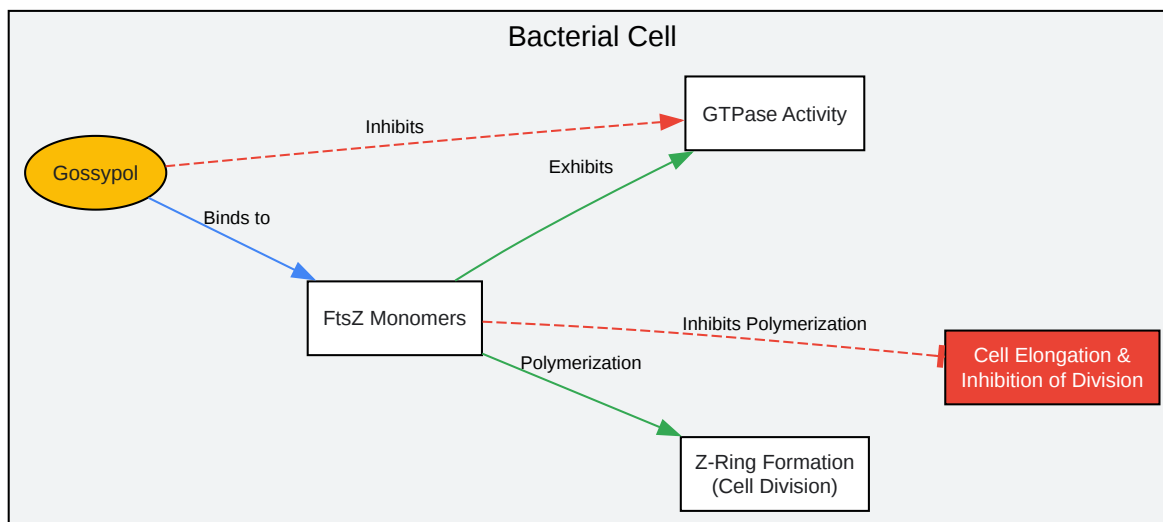 Bacterial Cell
GTPase Activity
Inhibits
Exhibits
Gossypol
Binds to
FtsZ Monomers
Inhibits Polymerization
Cell Elongation &
Inhibition of Division
Polymerization
Z-Ring Formation
(Cell Division)